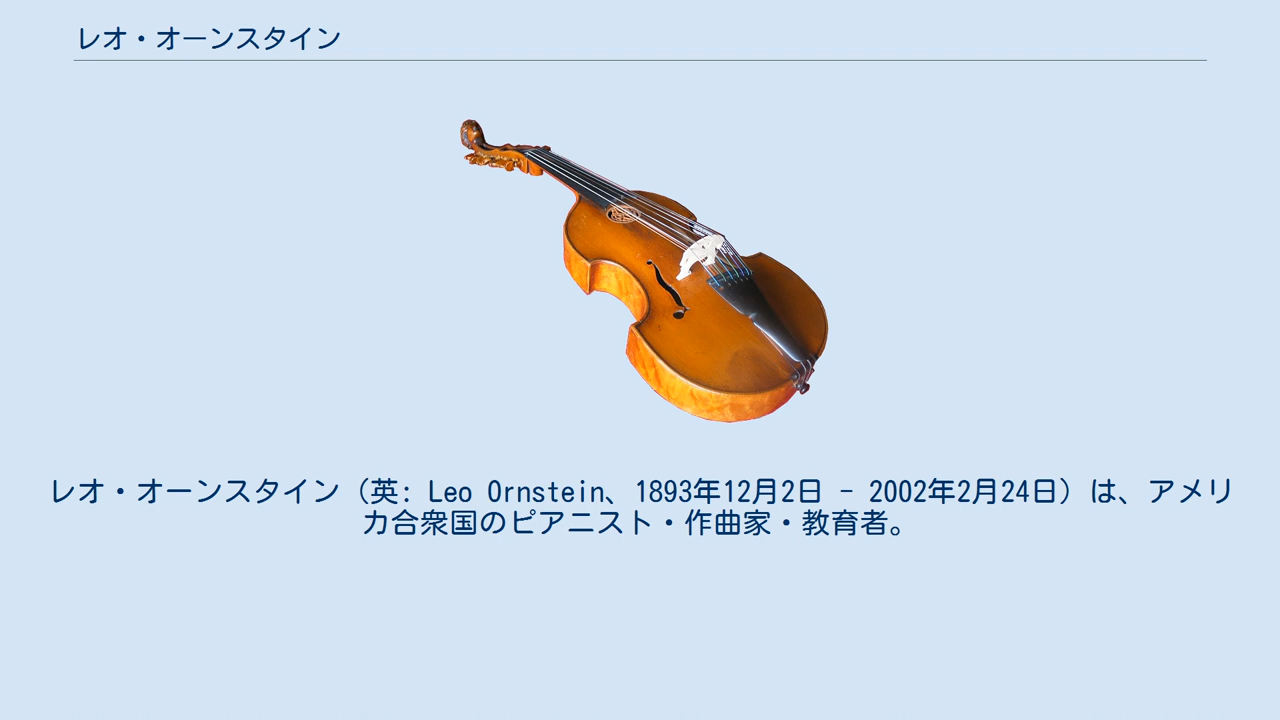 レオ・オーンスタイン
レオ・オーンスタイン（英: Leo Ornstein、1893年12月2日 - 2002年2月24日）は、アメリ
カ合衆国のピアニスト・作曲家・教育者。